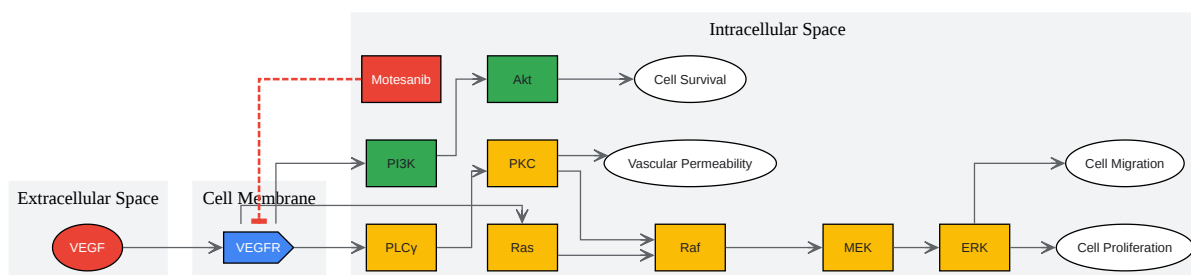 Intracellular Space
Motesanib
Akt
Cell Survival
PI3K
PKC
Vascular Permeability
Cell Migration
Extracellular Space
Cell Membrane
VEGF
VEGFR
PLCγ
Ras
Raf
MEK
ERK
Cell Proliferation